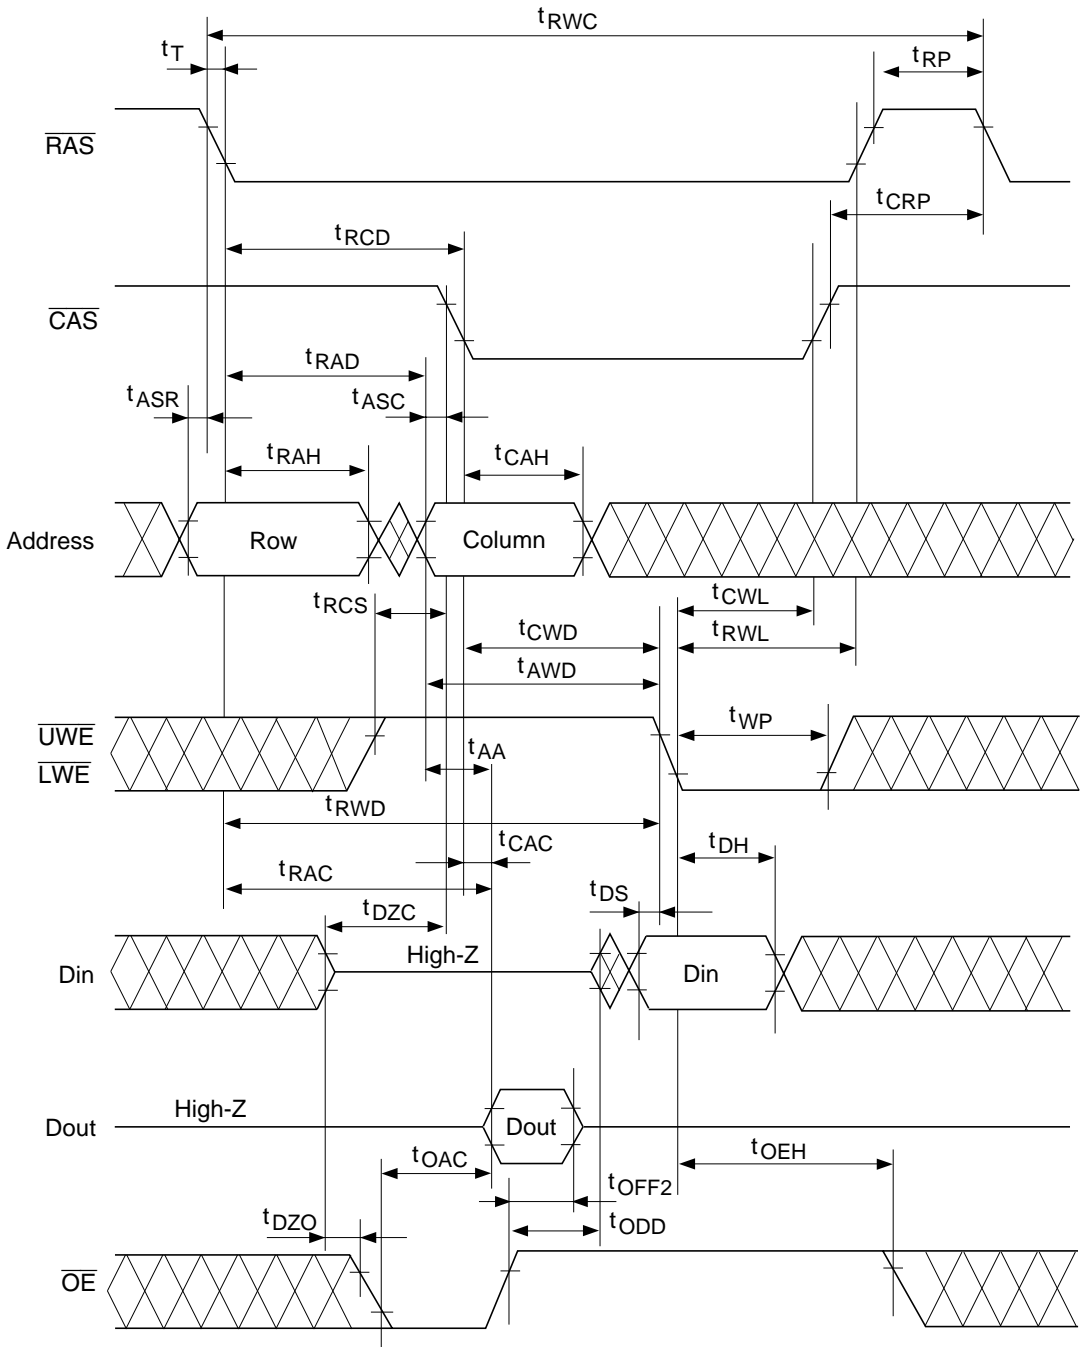 tRWC
tT
tRP
RAS
tCRP
tRCD
CAS
tRAD
tASR
tASC
tRAH
tCAH
Address
Row
Column
tRCS
tCWL
tCWD
tRWL
tAWD
UWE
tWP
LWE
tAA
tRWD
tCAC
tDH
tRAC
tDS
tDZC
High-Z
Din
Din
High-Z
Dout
Dout
tOAC
tOEH
tOFF2
tDZO
tODD
OE